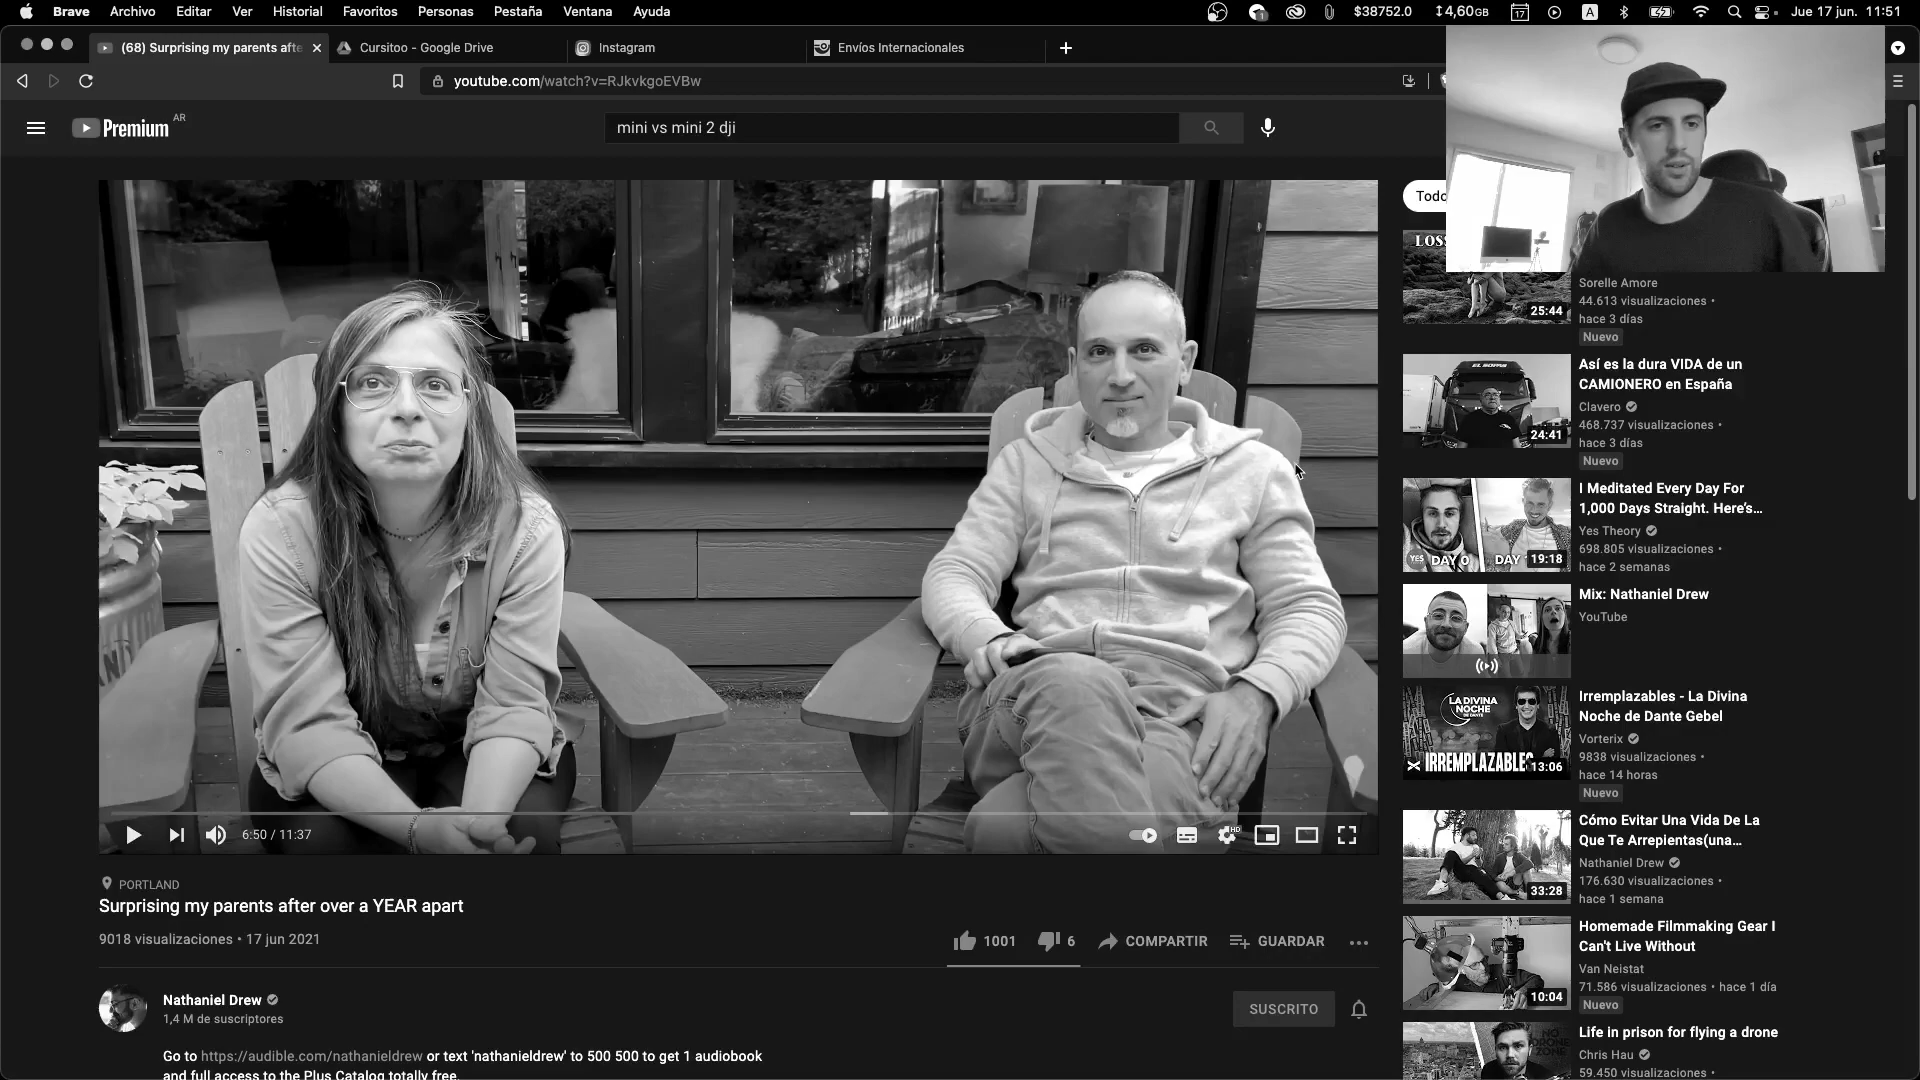 Brave Archivo Editar Ver Historial Favoritos Personas Pestaña Ventana Ayuda
1 $38752.0 4,60GB 17 A Jue 17 jun. 11:51
(68) Surprising my parents afte
Cursitoo - Google Drive
Instagram
Envíos Internacionales
youtube.com/watch?v=RJkvkgoEVBw
Premium AR
mini vs mini 2 dji
Todo
LOSS
25:44
Sorelle Amore
44.613 visualizaciones •
hace 3 días
Nuevo
24:41
Así es la dura VIDA de un
CAMIONERO en España
Clavero
468.737 visualizaciones •
hace 3 días
Nuevo
YES DAY 0 DAY 19:18
I Meditated Every Day For
1,000 Days Straight. Here's...
Yes Theory
698.805 visualizaciones •
hace 2 semanas
Mix: Nathaniel Drew
YouTube
LA DIVINA
NOCHE
DE DANTE
IRREMPLAZABLES
13:06
Irremplazables - La Divina
Noche de Dante Gebel
Vorterix
9838 visualizaciones •
hace 14 horas
Nuevo
33:28
Cómo Evitar Una Vida De La
Que Te Arrepientas(una...
Nathaniel Drew
176.630 visualizaciones •
hace 1 semana
10:04
Homemade Filmmaking Gear I
Can't Live Without
Van Neistat
71.586 visualizaciones • hace 1 día
Nuevo
NO
DRONE
ZONE
Life in prison for flying a drone
Chris Hau
59.450 visualizaciones •
6:50 / 11:37
HD
PORTLAND
Surprising my parents after over a YEAR apart
9018 visualizaciones • 17 jun 2021
1001 6 COMPARTIR GUARDAR
Nathaniel Drew
1,4 M de suscriptores
SUSCRITO
Go to https://audible.com/nathanieldrew or text 'nathanieldrew' to 500 500 to get 1 audiobook
and full access to the Plus Catalog totally free.